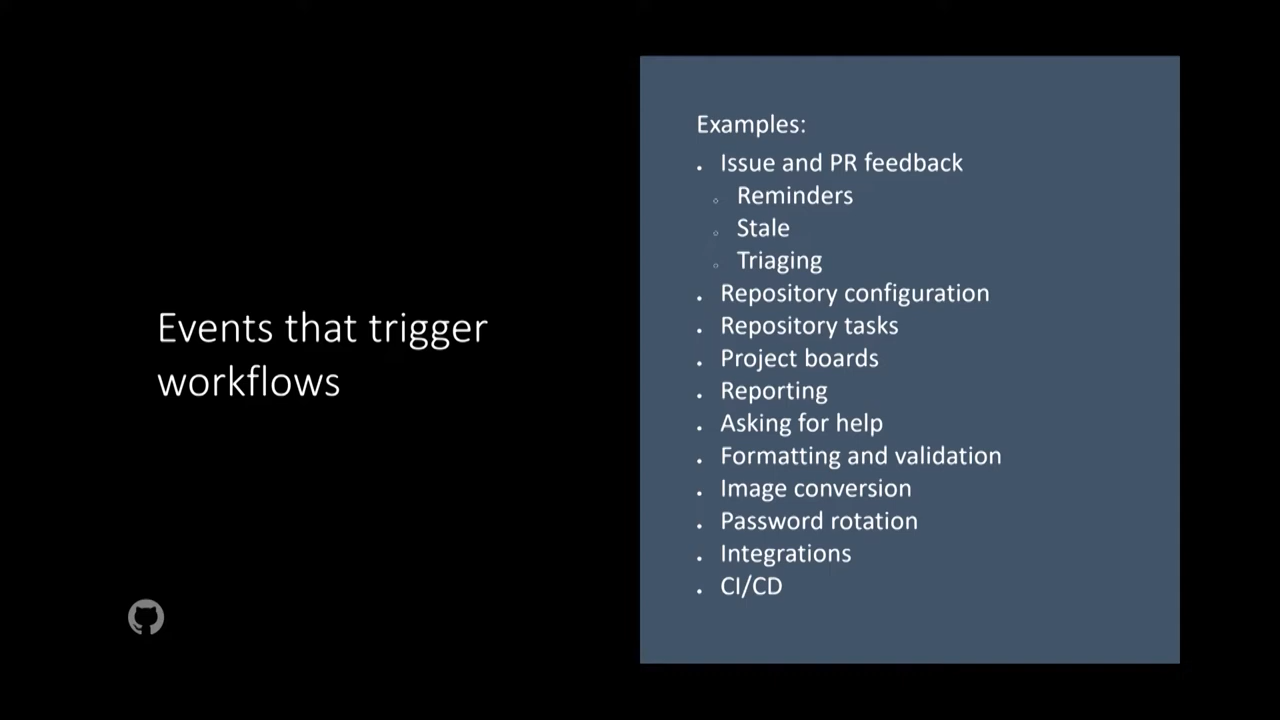 Events that trigger
workflows
Examples:
Issue and PR feedback
Reminders
Stale
Triaging
Repository configuration
Repository tasks
Project boards
Reporting
Asking for help
Formatting and validation
Image conversion
Password rotation
Integrations
CI/CD